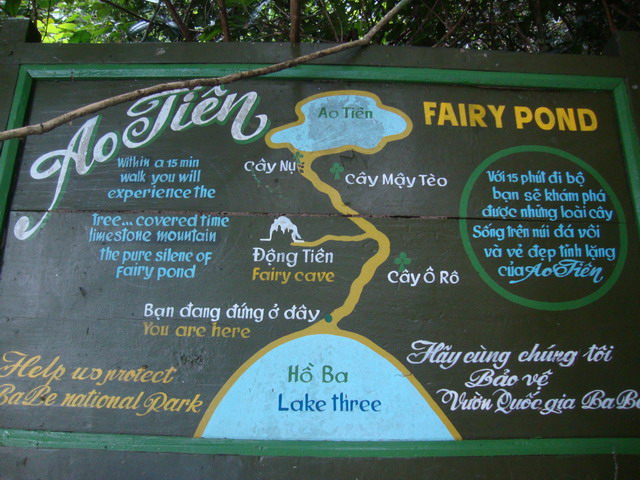 Ao Tiên
FAIRY POND
Within a 15 min
walk you will
experience the
tree... covered time
limestone mountain
the pure silene of
fairy pond
Ao Tiên
Cây Nụ
Cây Mậy Tẻo
Động Tiên
Fairy cave
Cây Ô Rô
Bạn đang đứng ở đây
You are here
Với 15 phút đi bộ
bạn sẽ khám phá
được những loài cây
Sống trên núi đá vôi
và vẻ đẹp tĩnh lặng
của Ao Tiên
Help us protect
BaBe national Park
Hồ Ba
Lake three
Hãy cùng chúng tôi
Bảo vệ
Vườn Quốc gia Ba Bể